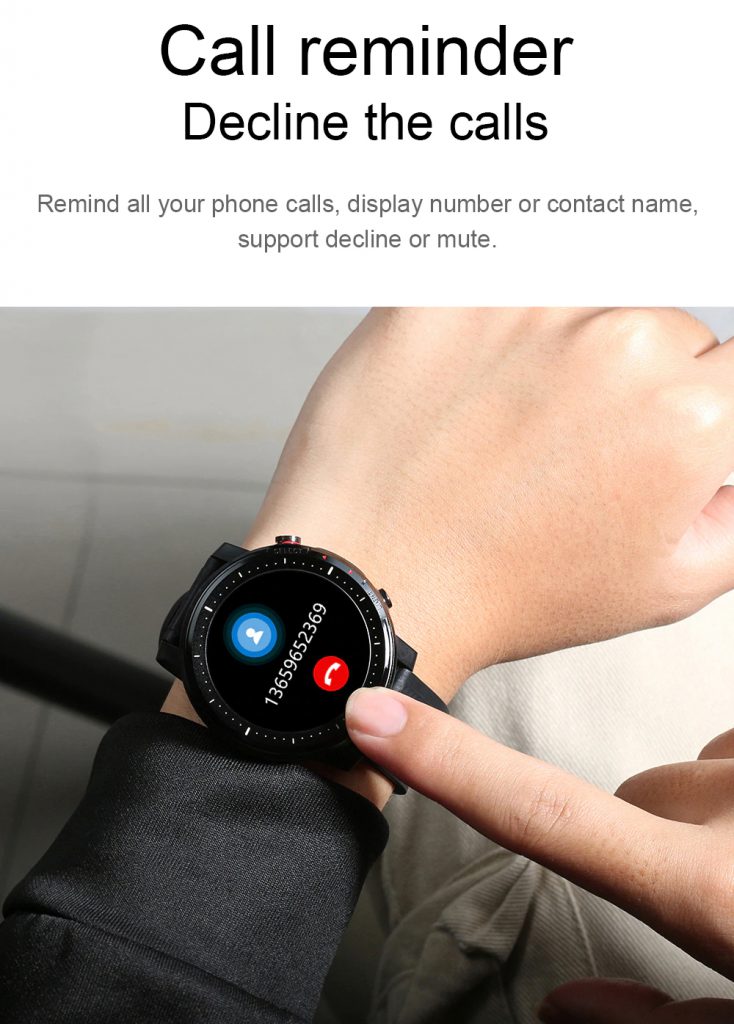 Call reminder
Decline the calls
Remind all your phone calls, display number or contact name,
support decline or mute.
SELECT
13659652369